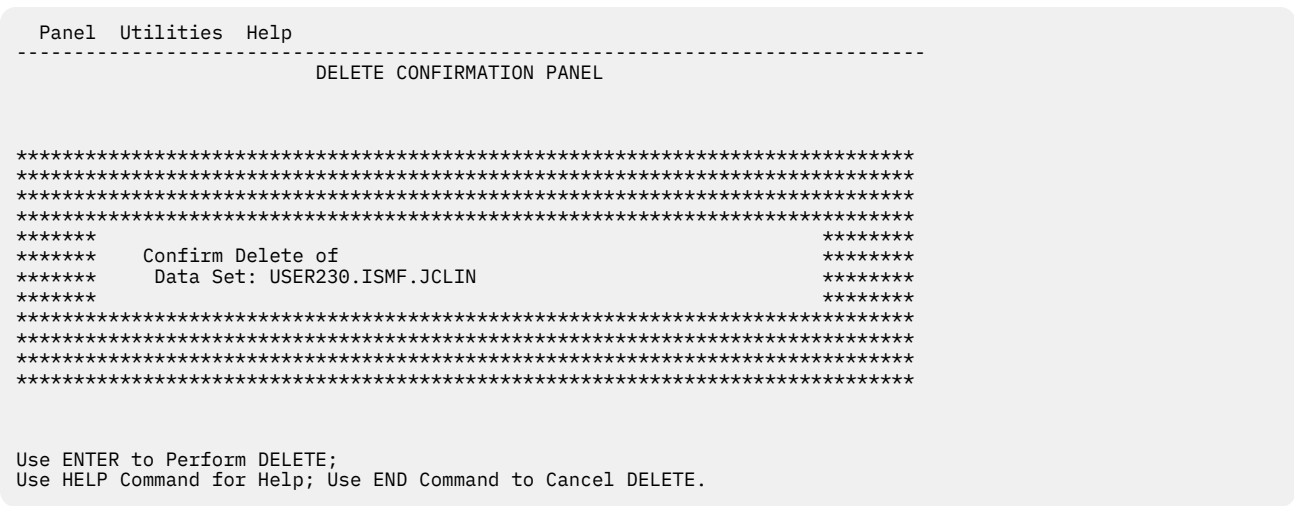 Panel  Utilities  Help
-------------------------------------------------------------------------------
DELETE CONFIRMATION PANEL
******************************************************************************
******************************************************************************
******************************************************************************
******************************************************************************
*******                                                               ********
*******    Confirm Delete of                                          ********
*******     Data Set: USER230.ISMF.JCLIN                              ********
*******                                                               ********
******************************************************************************
******************************************************************************
******************************************************************************
******************************************************************************
Use ENTER to Perform DELETE;
Use HELP Command for Help; Use END Command to Cancel DELETE.